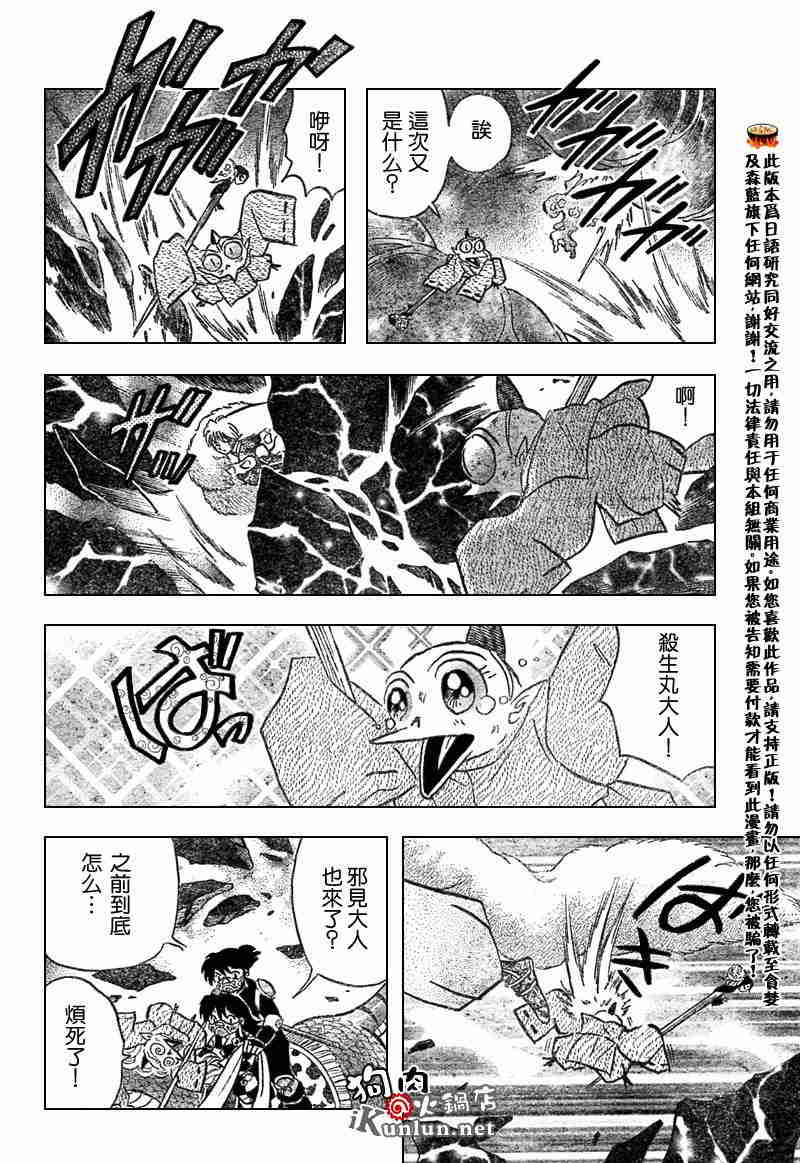 誒
這次又
是什么?
ガガガ
咿呀!
ガガガ
啊!
殺生丸大人!
ぱ
げし
邪見大人
也來了?
之前到底
怎么…
煩死了!
狗肉火鍋店
iKunlun.net
此版本爲日語研究同好交流之用,請勿用于任何商業用途。如您喜歡此作品,請支持正版!請勿以任何形式轉載至貪婪
及森藍旗下任何網站,謝謝!一切法律責任與本組無關。如果您被告知需要付款才能看到此漫畫,那麽,您被騙了!